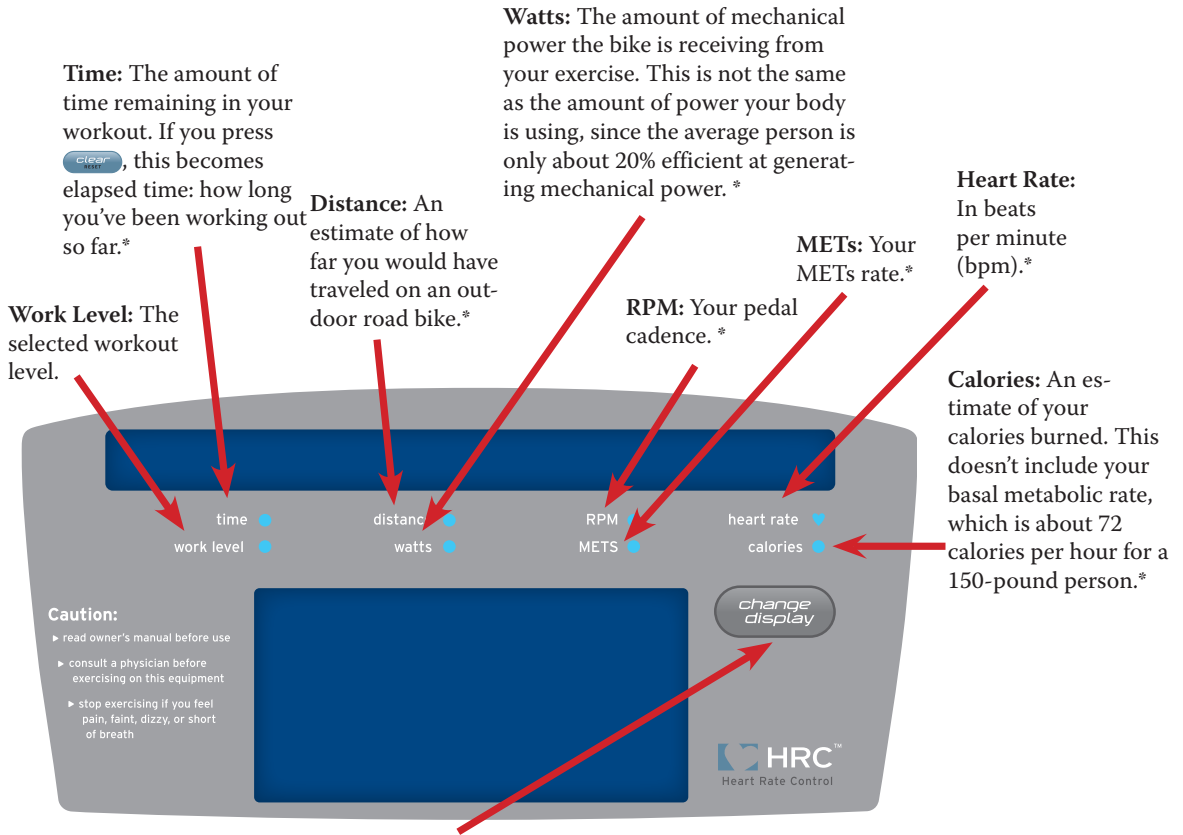 Watts: The amount of mechanical
power the bike is receiving from
your exercise. This is not the same
as the amount of power your body
is using, since the average person is
only about 20% efficient at generat-
ing mechanical power. *
Time: The amount of
time remaining in your
workout. If you press
clear
RESET
, this becomes
elapsed time: how long
you've been working out
so far.*
Distance: An
estimate of how
far you would have
traveled on an out-
door road bike.*
Heart Rate:
In beats
per minute
(bpm).*
METs: Your
METs rate.*
RPM: Your pedal
cadence. *
Work Level: The
selected workout
level.
Calories: An es-
timate of your
calories burned. This
doesn't include your
basal metabolic rate,
which is about 72
calories per hour for a
150-pound person.*
time
distance
RPM
heart rate
work level
watts
METS
calories
change
display
Caution:
▸ read owner's manual before use
▸ consult a physician before
exercising on this equipment
▸ stop exercising if you feel
pain, faint, dizzy, or short
of breath
HRC™
Heart Rate Control